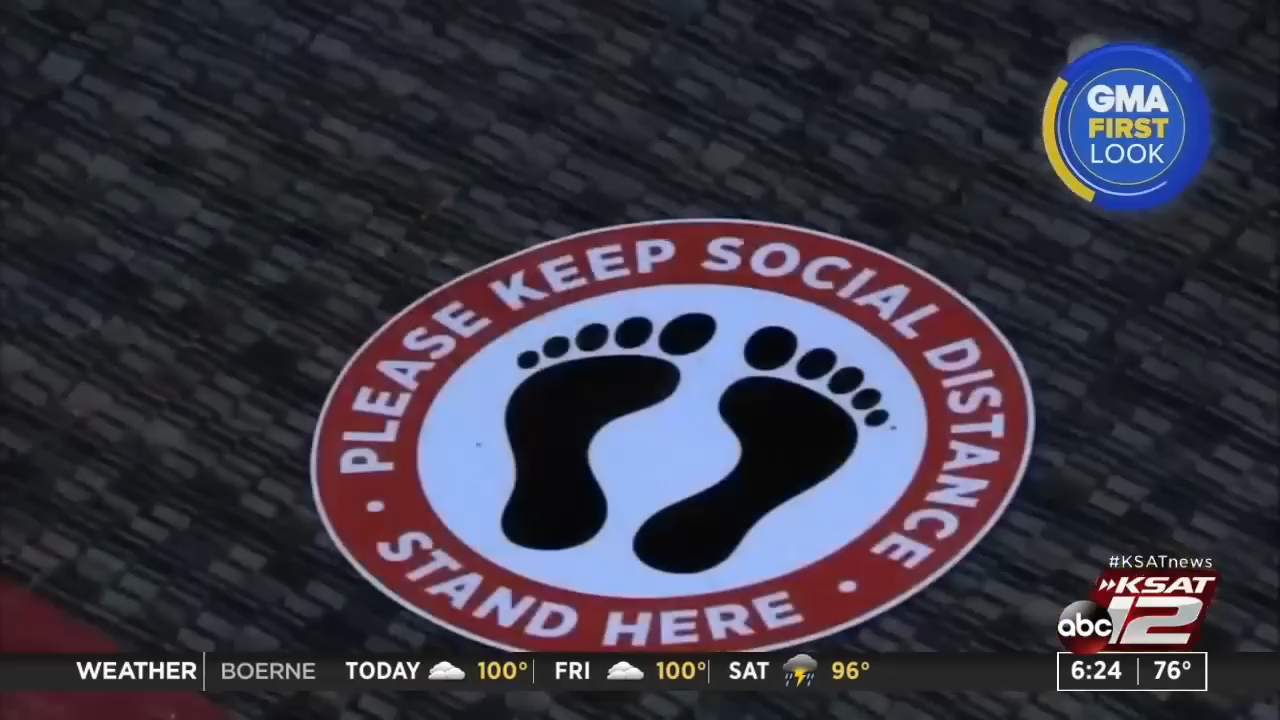 GMA
FIRST
LOOK
PLEASE KEEP SOCIAL DISTANCE
• STAND HERE •
#KSATnews
KSAT
abc 12
WEATHER BOERNE TODAY 100° FRI 100° SAT 96° 6:24 76°